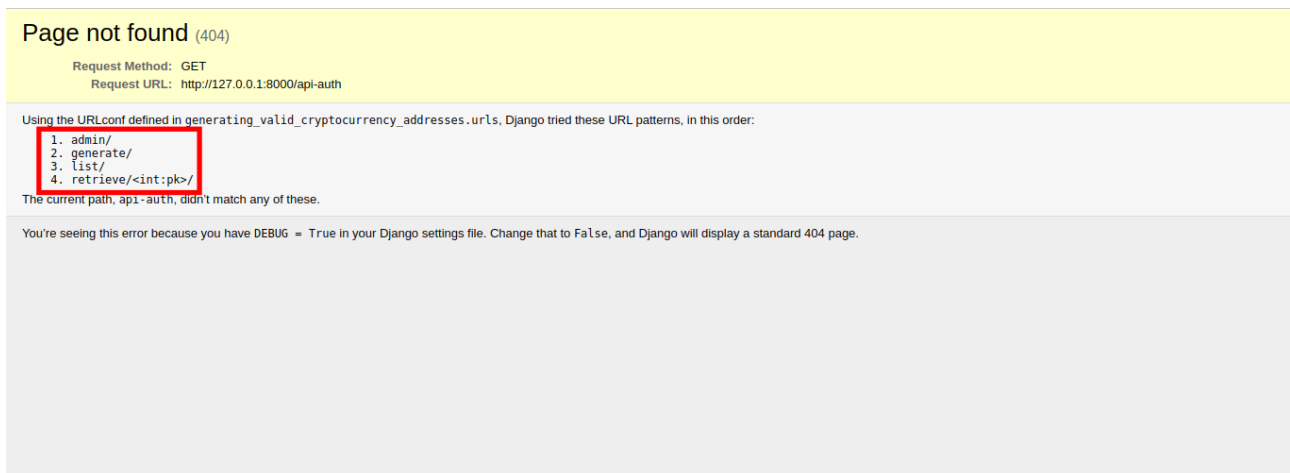 Page not found (404)
Request Method: GET
Request URL: http://127.0.0.1:8000/api-auth
Using the URLconf defined in generating_valid_cryptocurrency_addresses.urls, Django tried these URL patterns, in this order:
1. admin/
2. generate/
3. list/
4. retrieve/<int:pk>/
The current path, api-auth, didn’t match any of these.
You’re seeing this error because you have DEBUG = True in your Django settings file. Change that to False, and Django will display a standard 404 page.